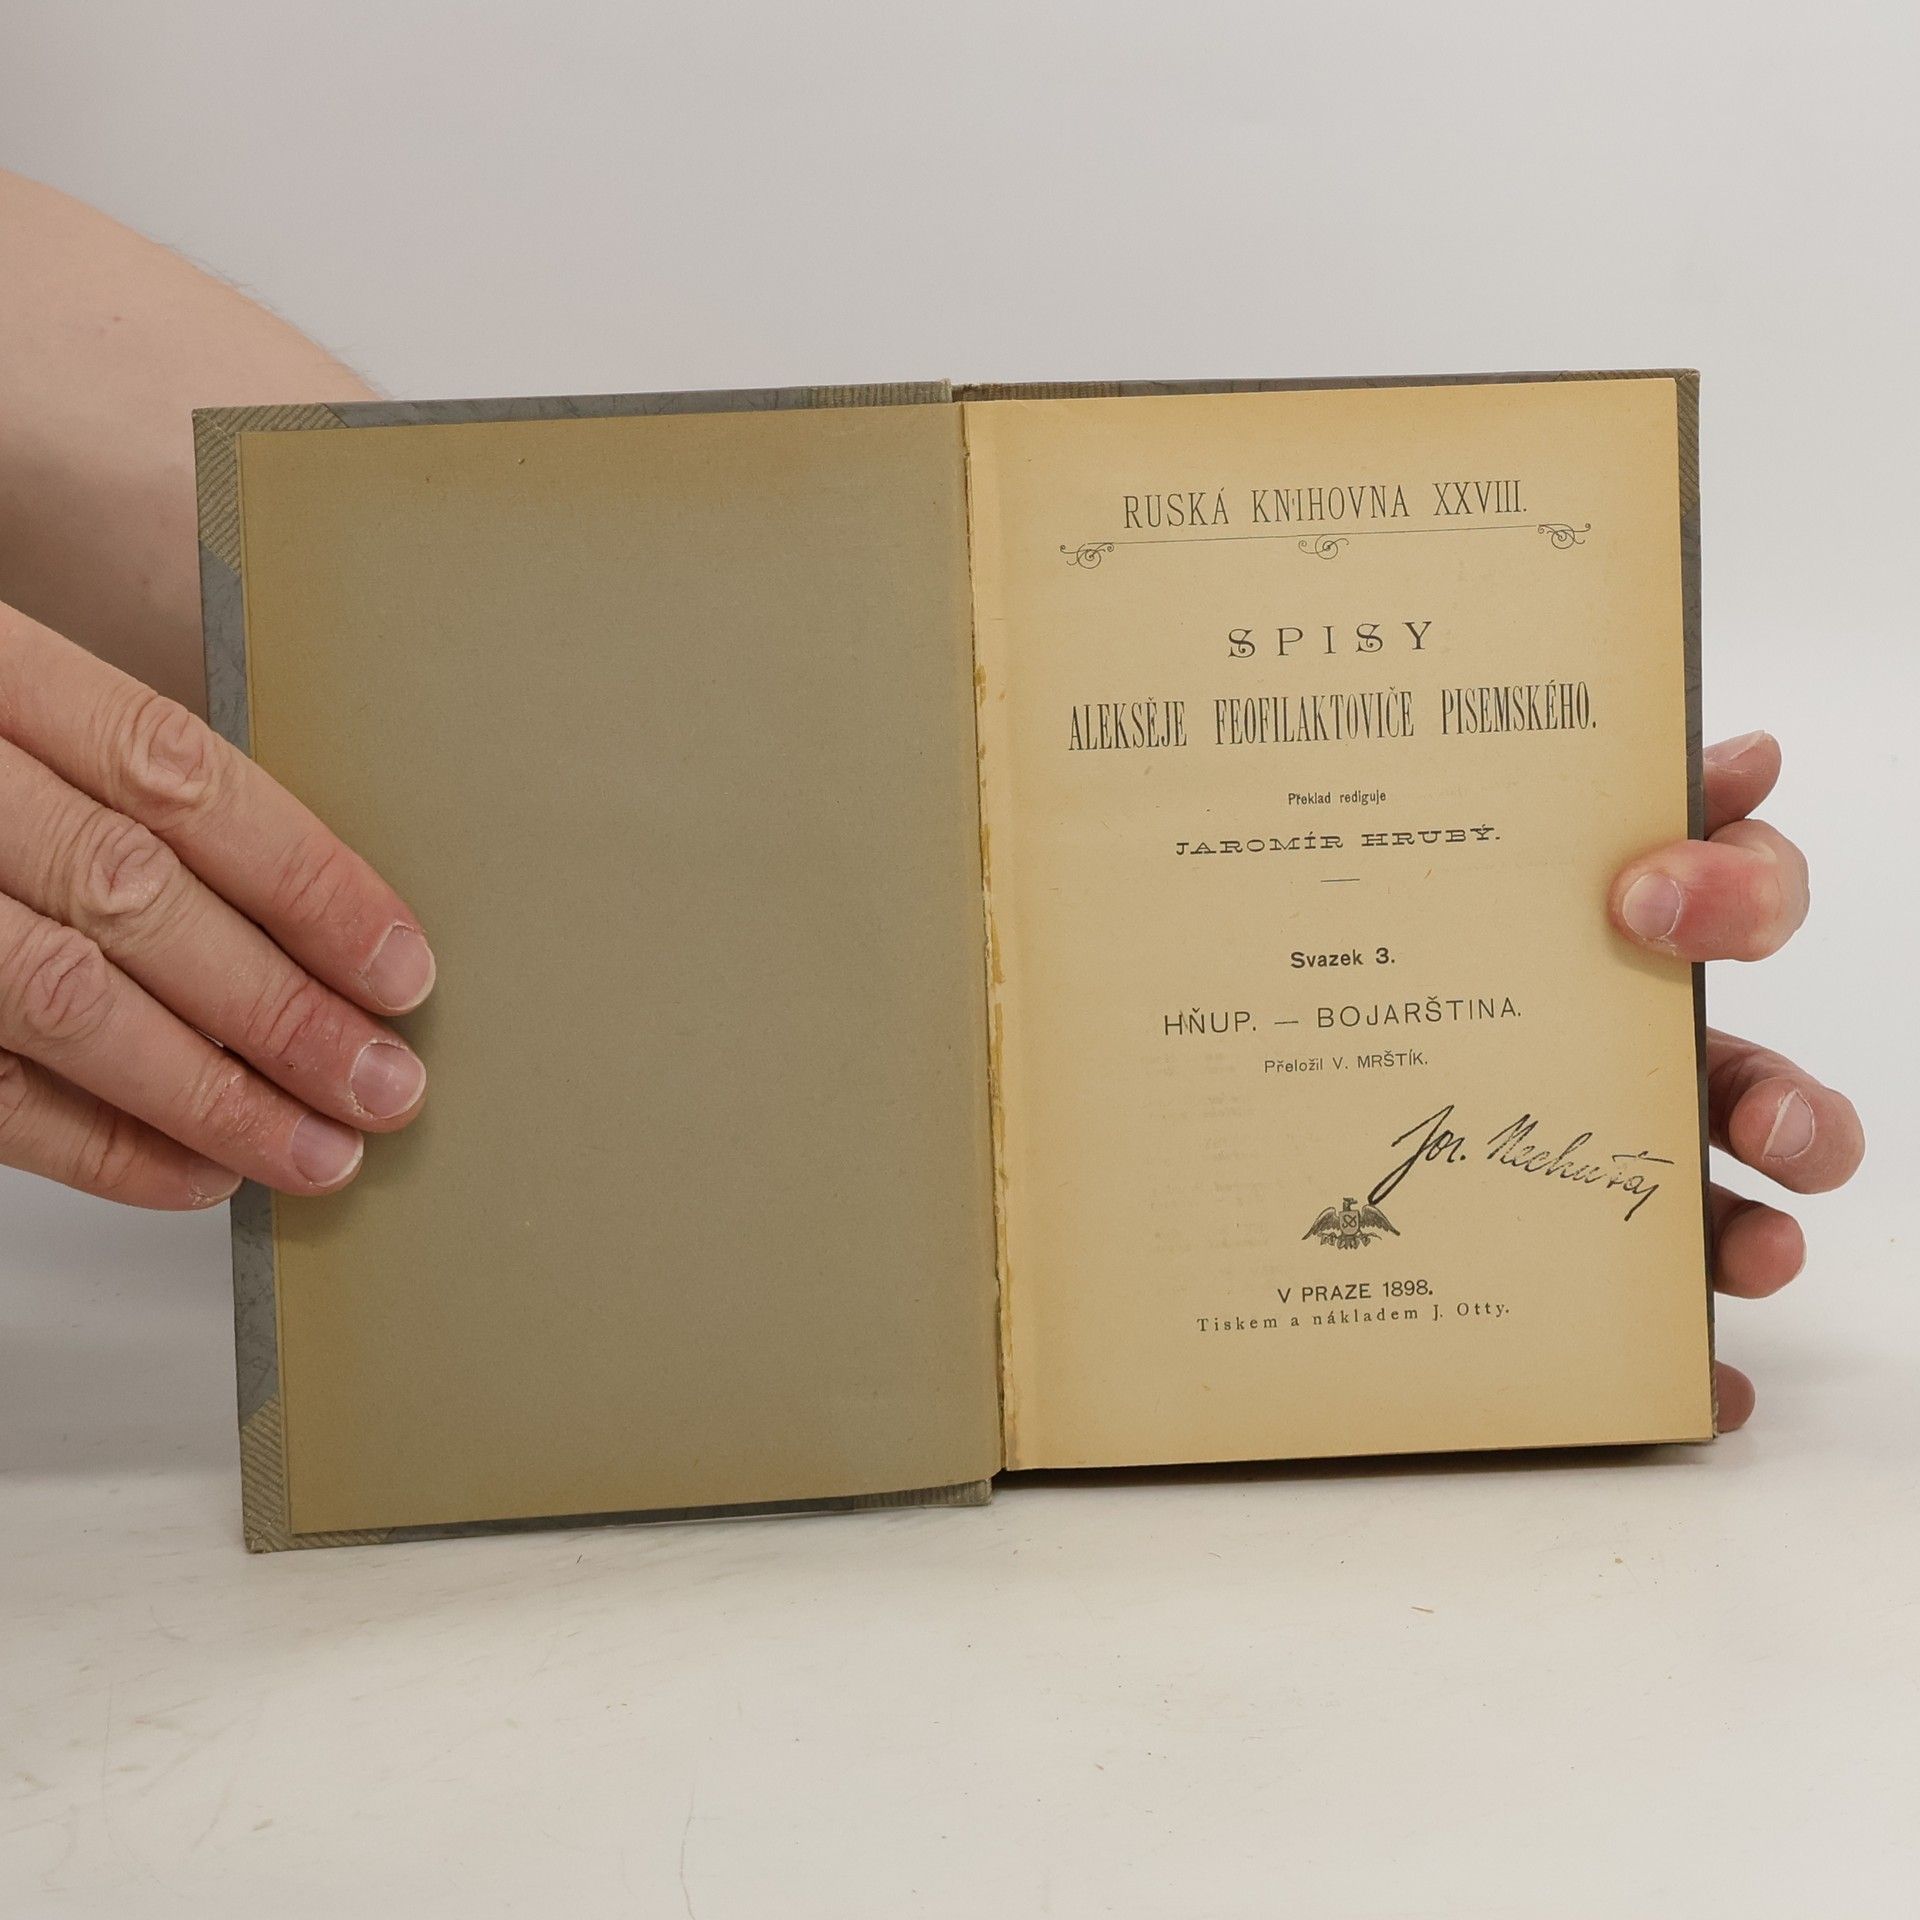 RUSKÁ KNIHOVNA XXVIII.
SPISY
ALEKSĚJE FEOFILAKTOVIČE PISEMSKÉHO.
Překlad rediguje
JAROMÍR HRUBÝ.
Svazek 3.
HŇUP. — BOJARŠTINA.
Přeložil V. MRŠTÍK.
V PRAZE 1898.
Tiskem a nákladem J. Otty.